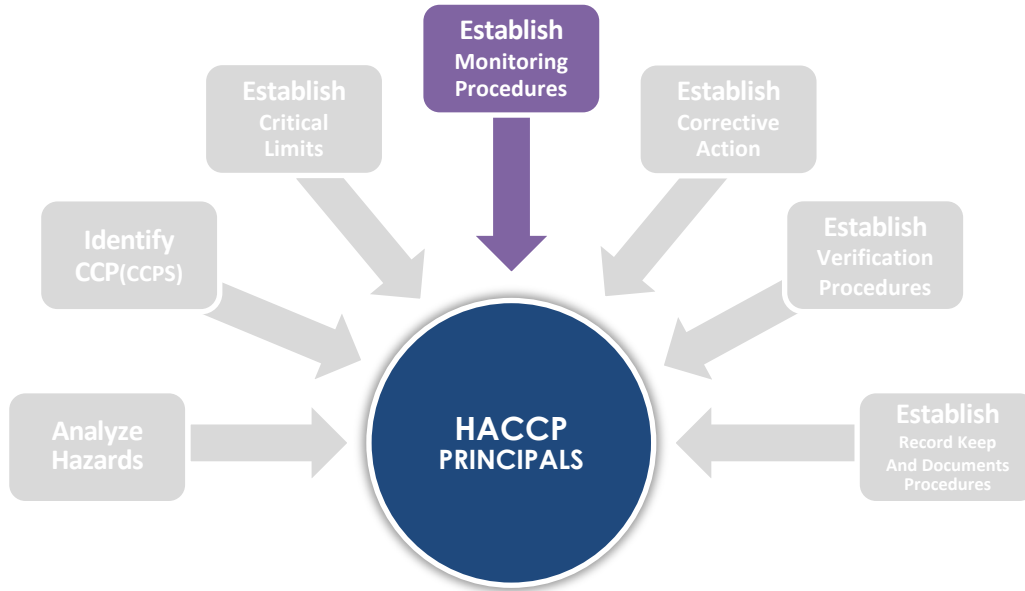 Establish
Monitoring
Procedures
Establish
Critical
Limits
Establish
Corrective
Action
Identify
CCP(CCPS)
Establish
Verification
Procedures
Analyze
Hazards
HACCP
PRINCIPALS
Establish
Record Keep
And Documents
Procedures